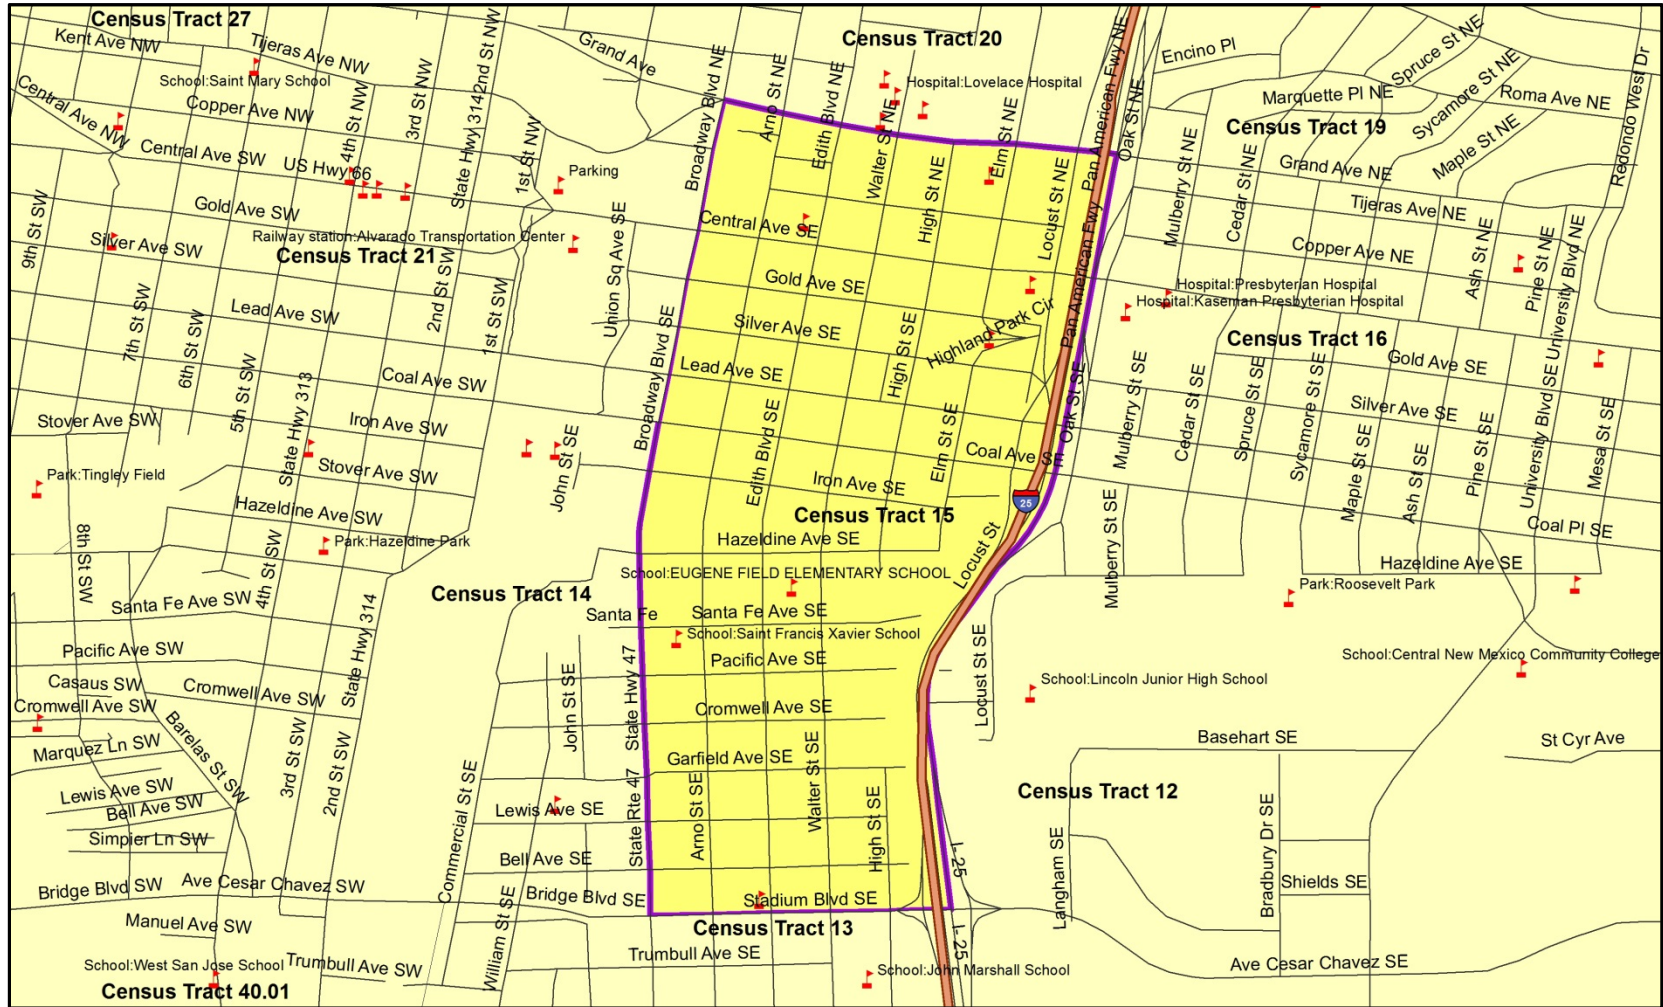 Census Tract 27
Kent Ave NW
Tijeras Ave NW
School:Saint Mary School
Central Ave NW
Copper Ave NW
4th St NW
3rd St NW
2nd St NW
State Hwy 314
1st St NW
Grand Ave
Broadway Blvd NE
Arno St NE
Edith Blvd NE
Census Tract 20
Hospital:Lovelace Hospital
Walter St NE
High St NE
Elm St NE
Locust St NE
Pan American Fwy NE
Pan American Fwy
Oak St NE
Encino Pl
Spruce St NE
Sycamore St NE
Marquette Pl NE
Roma Ave NE
Redondo West Dr
Census Tract 19
Maple St NE
Grand Ave NE
Mulberry St NE
Cedar St NE
Tijeras Ave NE
Copper Ave NE
Ash St NE
Pine St NE
University Blvd NE
Central Ave SW
US Hwy 66
Parking
Gold Ave SW
Railway station:Alvarado Transportation Center
Census Tract 21
9th St SW
Silver Ave SW
7th St SW
6th St SW
5th St SW
Lead Ave SW
2nd St SW
1st St SW
Union Sq Ave SE
Broadway Blvd SE
Central Ave SE
Gold Ave SE
Silver Ave SE
Lead Ave SE
High St SE
Highland Park Cir
Pan American Fwy
Oak St SE
Hospital:Presbyterian Hospital
Hospital:Kaseman Presbyterian Hospital
Census Tract 16
Gold Ave SE
Silver Ave SE
Mulberry St SE
Cedar St SE
Spruce St SE
Sycamore St SE
Maple St SE
Ash St SE
Pine St SE
University Blvd SE
Mesa St SE
Coal Ave SW
Iron Ave SW
Stover Ave SW
Stover Ave SW
State Hwy 313
Park:Tingley Field
Hazeldine Ave SW
Park:Hazeldine Park
8th St SW
4th St SW
John St SE
Broadway Blvd SE
Edith Blvd SE
Elm St SE
Coal Ave SE
Iron Ave SE
25
Census Tract 15
Hazeldine Ave SE
Locust St
Mulberry St SE
Coal Pl SE
Hazeldine Ave SE
Park:Roosevelt Park
School:EUGENE FIELD ELEMENTARY SCHOOL
Census Tract 14
Santa Fe
Santa Fe Ave SE
School:Saint Francis Xavier School
Pacific Ave SE
Santa Fe Ave SW
Pacific Ave SW
Casaus SW
Cromwell Ave SW
Cromwell Ave SW
State Hwy 314
Marquez Ln SW
Barelas St SW
3rd St SW
2nd St SW
Lewis Ave SW
Bell Ave SW
Simpier Ln SW
Bridge Blvd SW
Ave Cesar Chavez SW
Manuel Ave SW
School:West San Jose School
Trumbull Ave SW
Census Tract 40.01
Commercial St SE
William St SE
John St SE
State Hwy 47
State Rte 47
Lewis Ave SE
Bell Ave SE
Bridge Blvd SE
Cromwell Ave SE
Garfield Ave SE
Arno St SE
Walter St SE
High St SE
Stadium Blvd SE
Census Tract 13
Trumbull Ave SE
School:John Marshall School
I- 25
I- 25
Locust St SE
School:Lincoln Junior High School
School:Central New Mexico Community College
Basehart SE
St Cyr Ave
Census Tract 12
Langham SE
Bradbury Dr SE
Shields SE
Ave Cesar Chavez SE